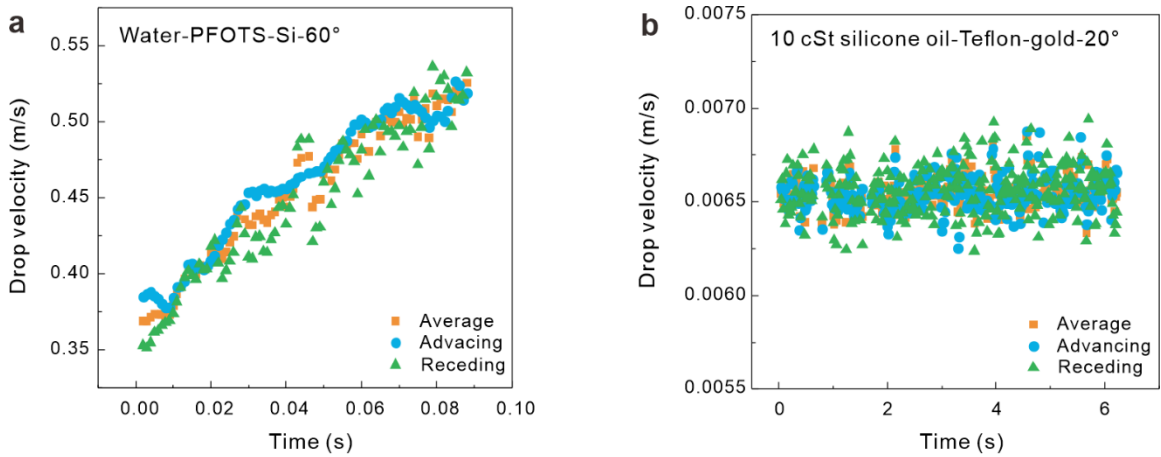 a
Water-PFOTS-Si-60°
Drop velocity (m/s)
0.55
0.50
0.45
0.40
0.35
Average
Advacing
Receding
0.00 0.02 0.04 0.06 0.08 0.10
Time (s)
b
10 cSt silicone oil-Teflon-gold-20°
Drop velocity (m/s)
0.0075
0.0070
0.0065
0.0060
0.0055
Average
Advancing
Receding
0 2 4 6
Time (s)